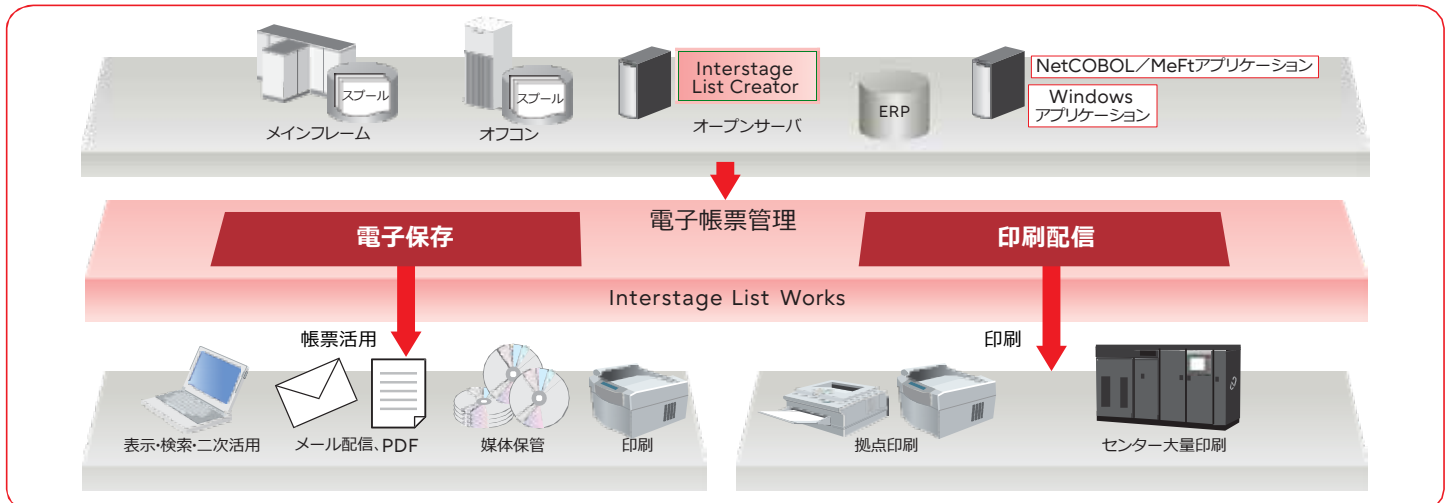 スプール
メインフレーム
スプール
オフコン
Interstage
List Creator
オープンサーバ
ERP
NetCOBOL／MeFtアプリケーション
Windows
アプリケーション
電子帳票管理
電子保存
印刷配信
Interstage List Works
帳票活用
印刷
表示・検索・二次活用
メール配信、PDF
媒体保管
印刷
拠点印刷
センター大量印刷